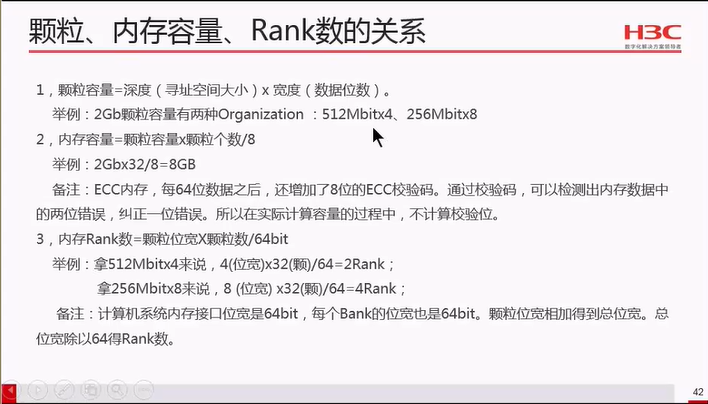 颗粒、内存容量、Rank数的关系
H3C
数字化解决方案领导者
1，颗粒容量=深度（寻址空间大小）x 宽度（数据位数）。
举例：2Gb颗粒容量有两种Organization ：512Mbitx4、256Mbitx8
2，内存容量=颗粒容量x颗粒个数/8
举例：2Gbx32/8=8GB
备注：ECC内存，每64位数据之后，还增加了8位的ECC校验码。通过校验码，可以检测出内存数据中
的两位错误，纠正一位错误。所以在实际计算容量的过程中，不计算校验位。
3，内存Rank数=颗粒位宽X颗粒数/64bit
举例：拿512Mbitx4来说，4(位宽)x32(颗)/64=2Rank；
拿256Mbitx8来说，8 (位宽) x32(颗)/64=4Rank；
备注：计算机系统内存接口位宽是64bit，每个Bank的位宽也是64bit。颗粒位宽相加得到总位宽。总
位宽除以64得Rank数。
42